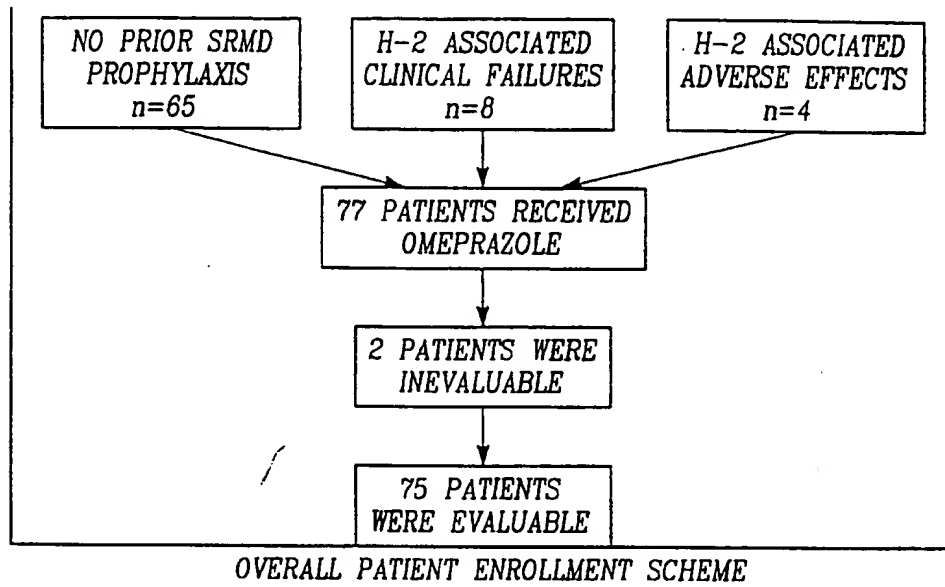 NO PRIOR SRMD
PROPHYLAXIS
n=65
H-2 ASSOCIATED
CLINICAL FAILURES
n=8
H-2 ASSOCIATED
ADVERSE EFFECTS
n=4
77 PATIENTS RECEIVED
OMEPRAZOLE
2 PATIENTS WERE
INEVALUABLE
75 PATIENTS
WERE EVALUABLE
OVERALL PATIENT ENROLLMENT SCHEME